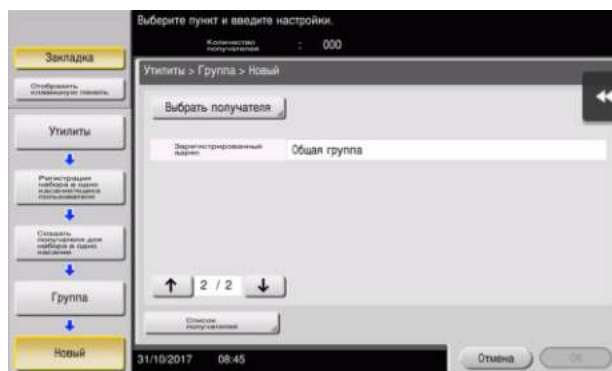 Выберите пункт и введите настройки.
Количество
получателей : 000
Закладка
Отобразить
клавишную панель
Утилиты
Регистрация
набора в одно
касание/ящика
пользователя
Создать
получателя для
набора в одно
касание
Группа
Новый
Утилиты > Группа > Новый
Выбрать получателя
Зарегистрированный
адрес
Общая группа
2 / 2
Список
получателей
31/10/2017 08:45
Отмена
OK